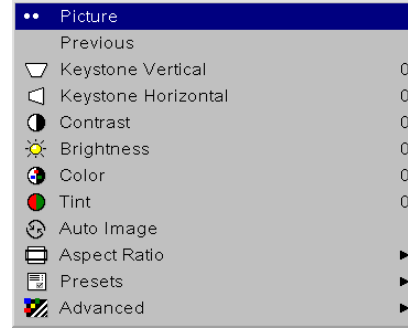 Picture
Previous
Keystone Vertical 0
Keystone Horizontal 0
Contrast 0
Brightness 0
Color 0
Tint 0
Auto Image
Aspect Ratio
Presets
Advanced